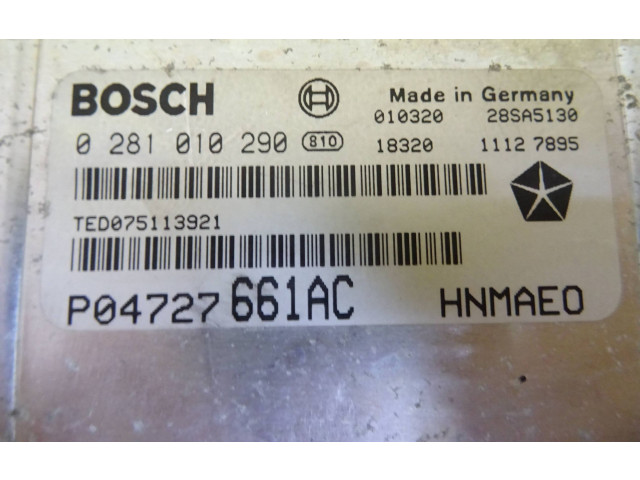 BOSCH
Made in Germany
010320 28SA5130
0 281 010 290 810 18320 1112 7895
TED075113921
P04727661AC HNMAEO